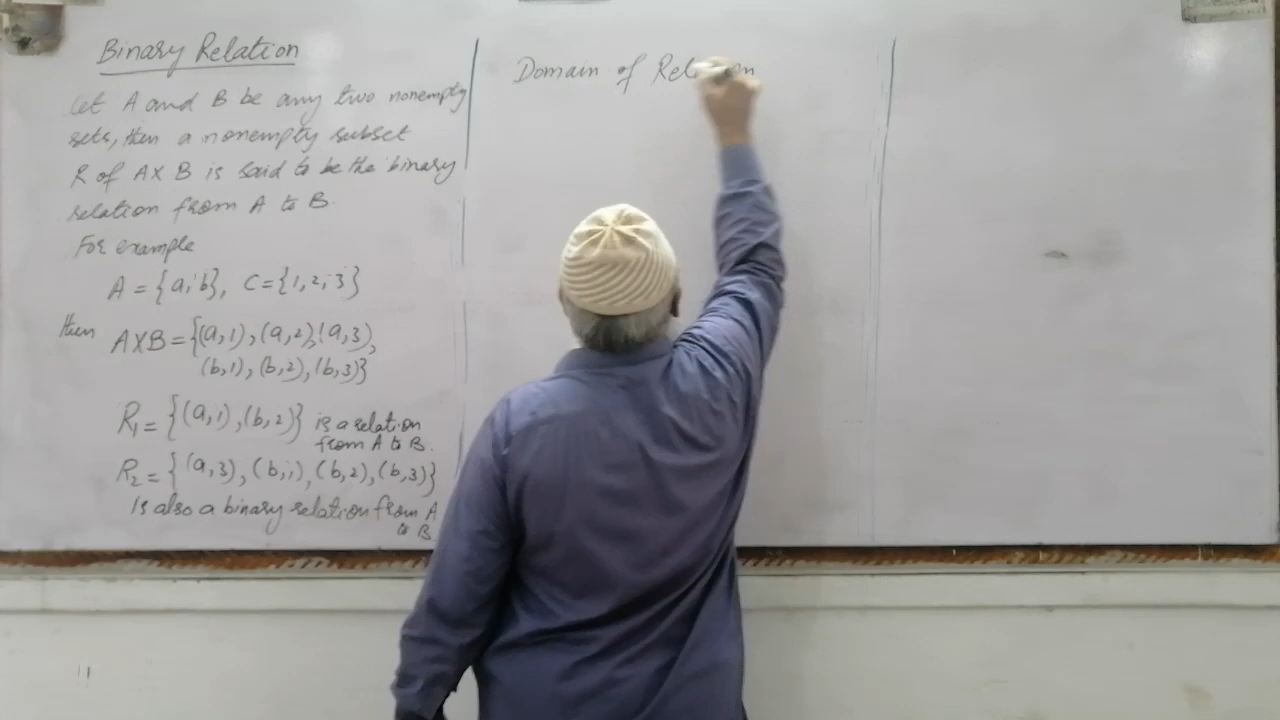 Binary Relation
Let A and B be any two nonempty
sets, then a nonempty subset
R of A X B is said to be the binary
relation from A to B.
For example
A = {a, b}, C = {1, 2, 3}
then A X B = {(a,1), (a,2), (a,3),
(b,1), (b,2), (b,3)}
R₁ = {(a,1), (b,2)} is a relation
from A to B.
R₂ = {(a,3), (b,1), (b,2), (b,3)}
is also a binary relation from A
to B
Domain of